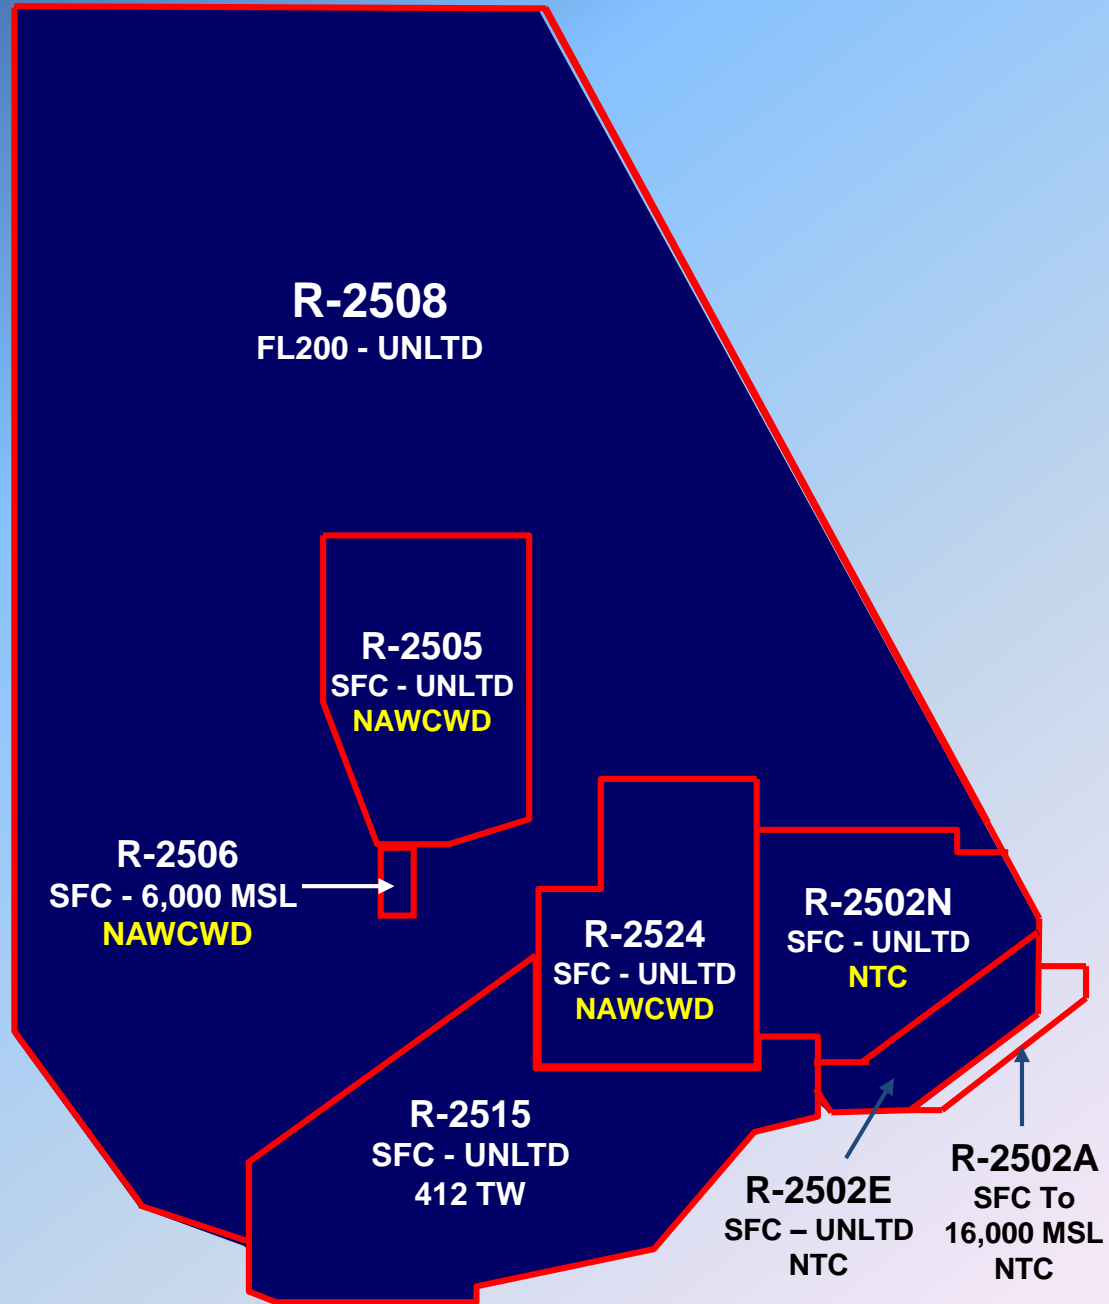 R-2508
FL200 - UNLTD
R-2505
SFC - UNLTD
NAWCWD
R-2506
SFC - 6,000 MSL
NAWCWD
R-2524
SFC - UNLTD
NAWCWD
R-2502N
SFC - UNLTD
NTC
R-2515
SFC - UNLTD
412 TW
R-2502E
SFC – UNLTD
NTC
R-2502A
SFC To
16,000 MSL
NTC